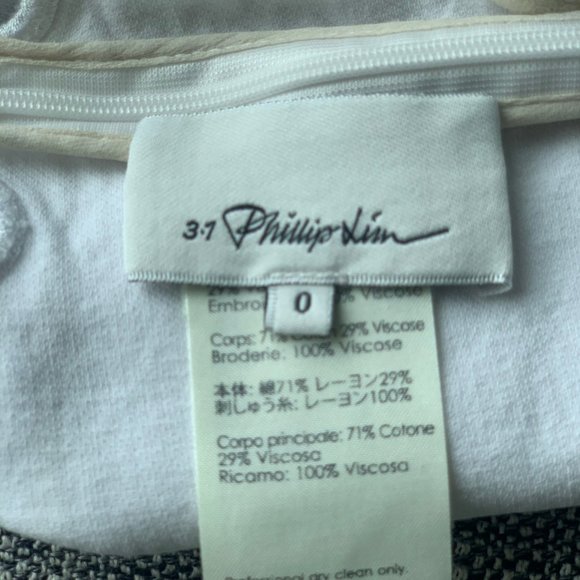 3.1 Phillip Lim
0
Viscose
Corps: 71% 29% Viscose
Broderie: 100% Viscose
本体: 綿71% レーヨン29%
刺しゅう糸: レーヨン100%
Corpo principale: 71% Cotone
29% Viscosa
Ricamo: 100% Viscosa
Professional dry clean only.